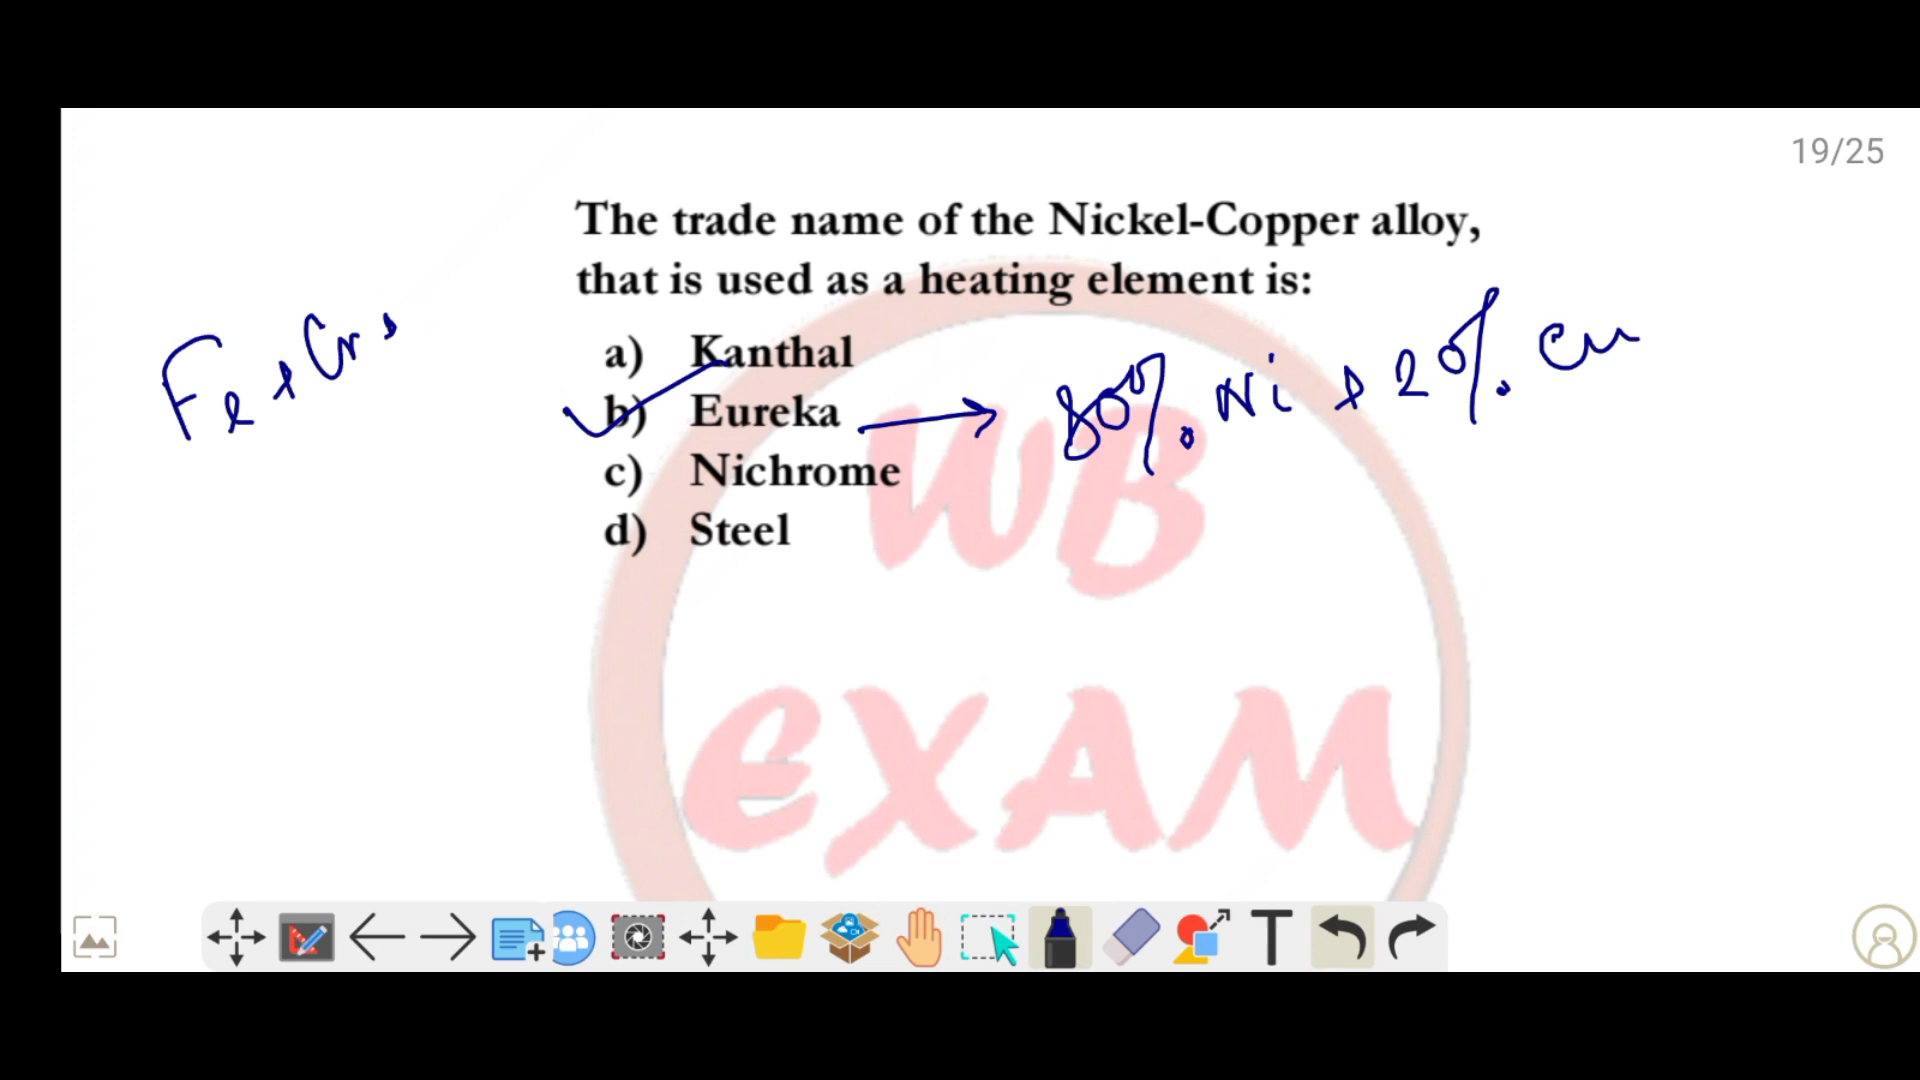 19/25
The trade name of the Nickel-Copper alloy,
that is used as a heating element is:
a) Kanthal
b) Eureka
c) Nichrome
d) Steel
Fe + Cr +
→ 80% Ni + 20% Cu
WB
EXAM
T